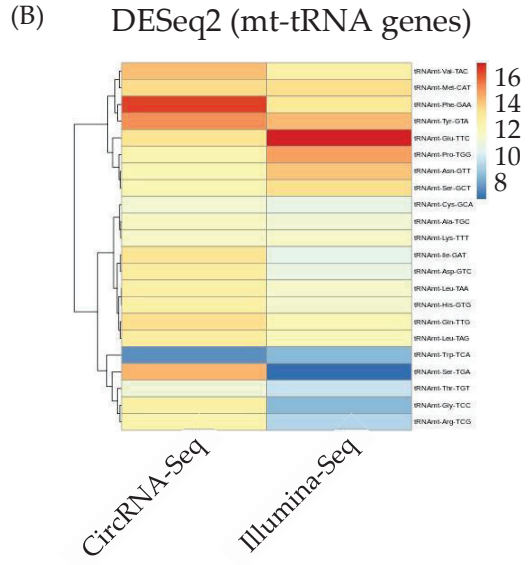 (B) DESeq2 (mt-tRNA genes)
tRNAmt-Val-TAC
tRNAmt-Met-CAT
tRNAmt-Phe-GAA
tRNAmt-Tyr-GTA
tRNAmt-Glu-TTC
tRNAmt-Pro-TGG
tRNAmt-Asn-GTT
tRNAmt-Ser-GCT
tRNAmt-Cys-GCA
tRNAmt-Ala-TGC
tRNAmt-Lys-TTT
tRNAmt-Ile-GAT
tRNAmt-Asp-GTC
tRNAmt-Leu-TAA
tRNAmt-His-GTG
tRNAmt-Gln-TTG
tRNAmt-Leu-TAG
tRNAmt-Trp-TCA
tRNAmt-Ser-TGA
tRNAmt-Thr-TGT
tRNAmt-Gly-TCC
tRNAmt-Arg-TCG
16
14
12
10
8
CircRNA-Seq
Illumina-Seq